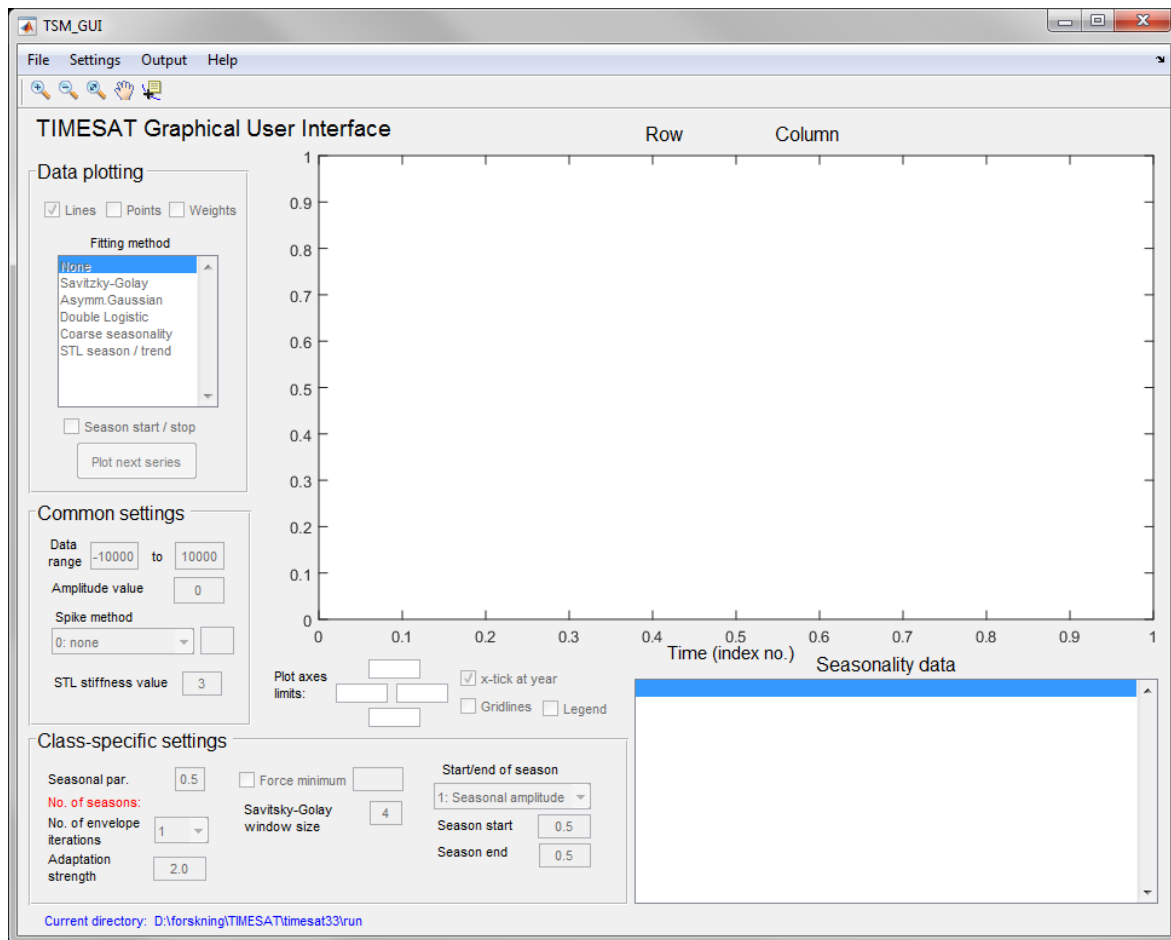 TSM_GUI
File Settings Output Help
TIMESAT Graphical User Interface
Row Column
Data plotting
Lines Points Weights
Fitting method
None
Savitzky-Golay
Asymm.Gaussian
Double Logistic
Coarse seasonality
STL season / trend
Season start / stop
Plot next series
Common settings
Data range -10000 to 10000
Amplitude value 0
Spike method
0: none
STL stiffness value 3
1
0.9
0.8
0.7
0.6
0.5
0.4
0.3
0.2
0.1
0
0 0.1 0.2 0.3 0.4 0.5 0.6 0.7 0.8 0.9 1
Time (index no.)
Plot axes
limits:
x-tick at year
Gridlines Legend
Seasonality data
Class-specific settings
Seasonal par. 0.5
No. of seasons:
No. of envelope
iterations 1
Adaptation
strength 2.0
Force minimum
Savitsky-Golay
window size 4
Start/end of season
1: Seasonal amplitude
Season start 0.5
Season end 0.5
Current directory: D:\forskning\TIMESAT\timesat33\run